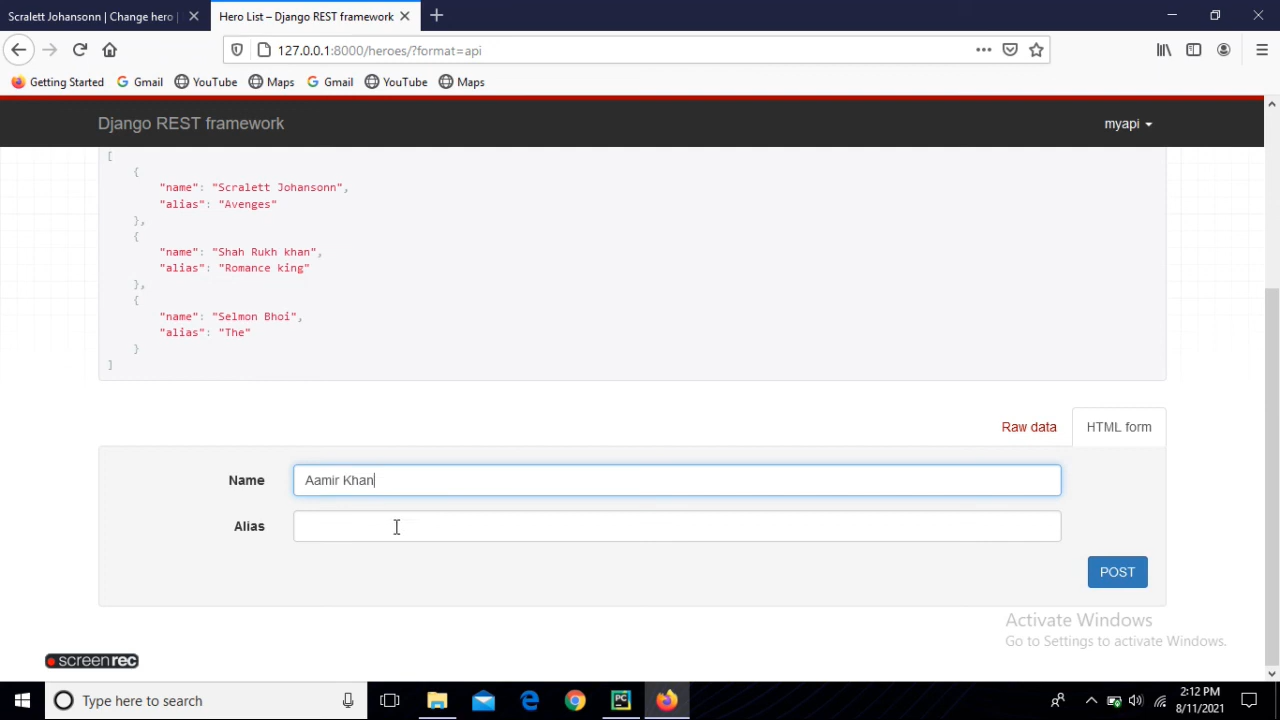 Scralett Johansonn | Change hero |
Hero List – Django REST framework
127.0.0.1:8000/heroes/?format=api
Getting Started Gmail YouTube Maps Gmail YouTube Maps
Django REST framework
myapi
[
{
"name": "Scralett Johansonn",
"alias": "Avenges"
},
{
"name": "Shah Rukh khan",
"alias": "Romance king"
},
{
"name": "Selmon Bhoi",
"alias": "The"
}
]
Raw data
HTML form
Name
Aamir Khan
Alias
POST
Activate Windows
Go to Settings to activate Windows.
screenrec
Type here to search
2:12 PM
8/11/2021